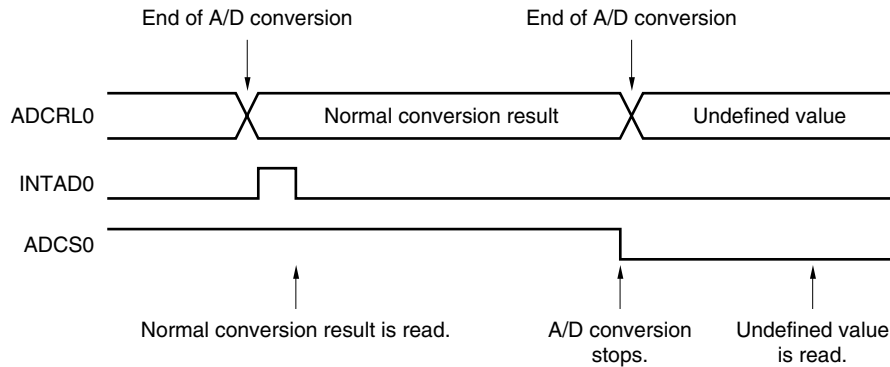 End of A/D conversion
End of A/D conversion
ADCRL0
Normal conversion result
Undefined value
INTAD0
ADCS0
Normal conversion result is read.
A/D conversion
stops.
Undefined value
is read.